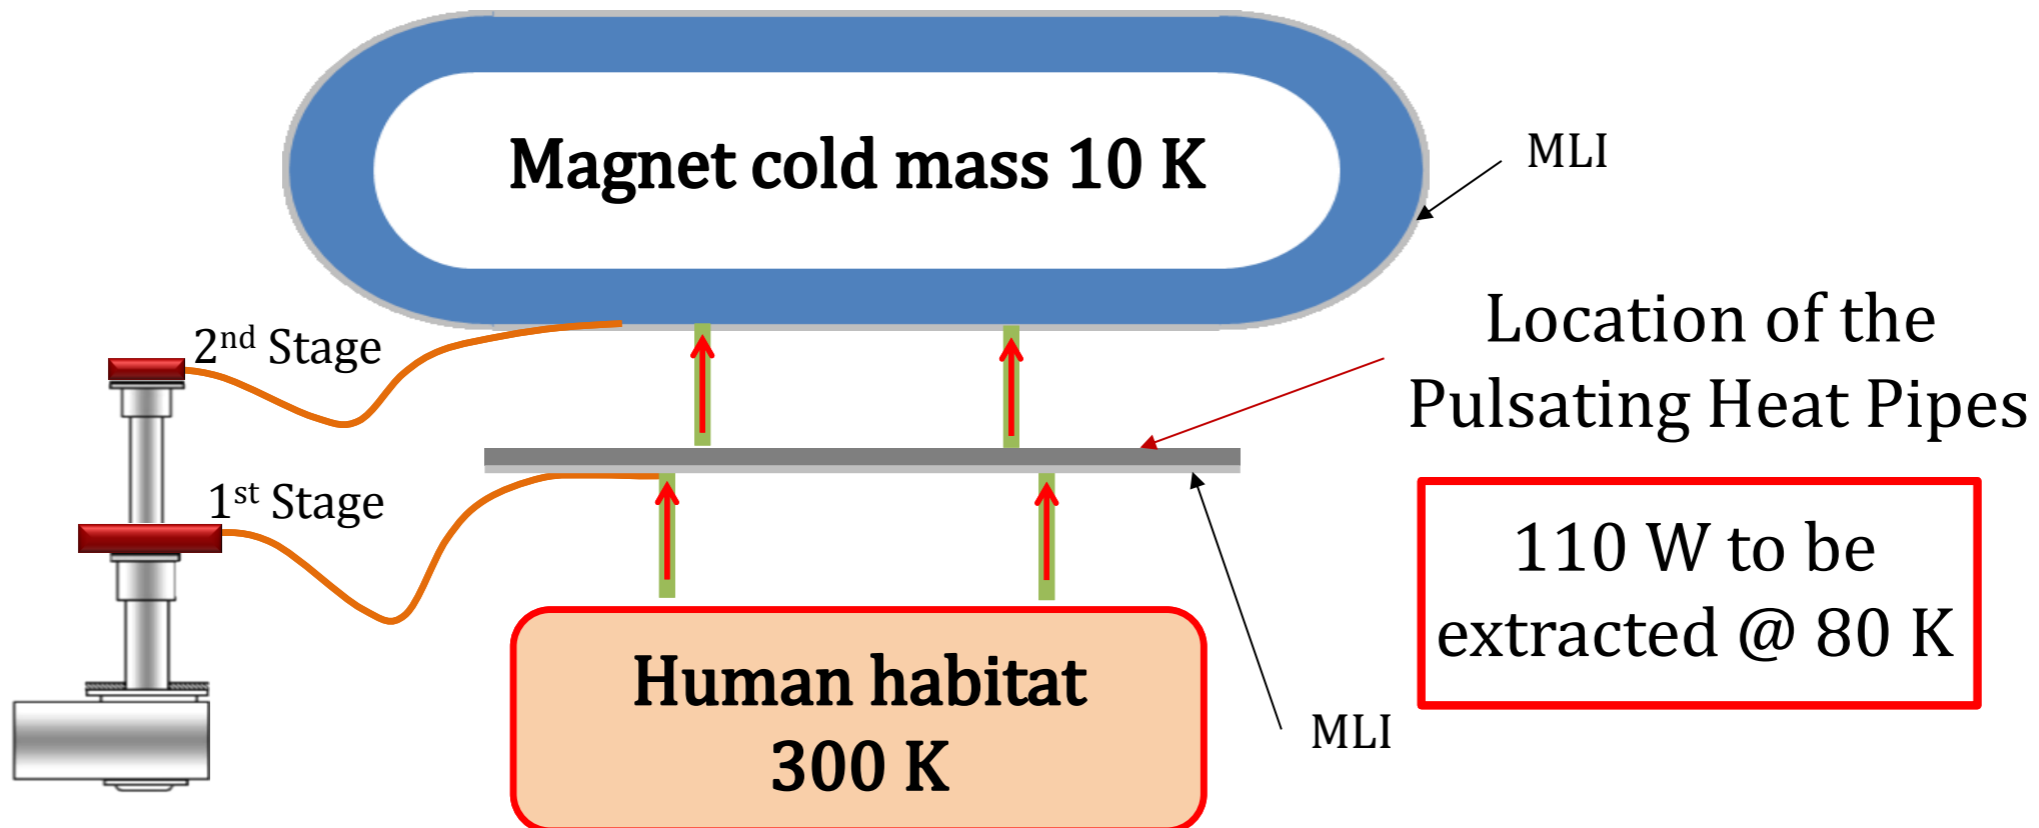 Magnet cold mass 10 K
MLI
2nd Stage
Location of the
Pulsating Heat Pipes
1st Stage
110 W to be
extracted @ 80 K
Human habitat
300 K
MLI